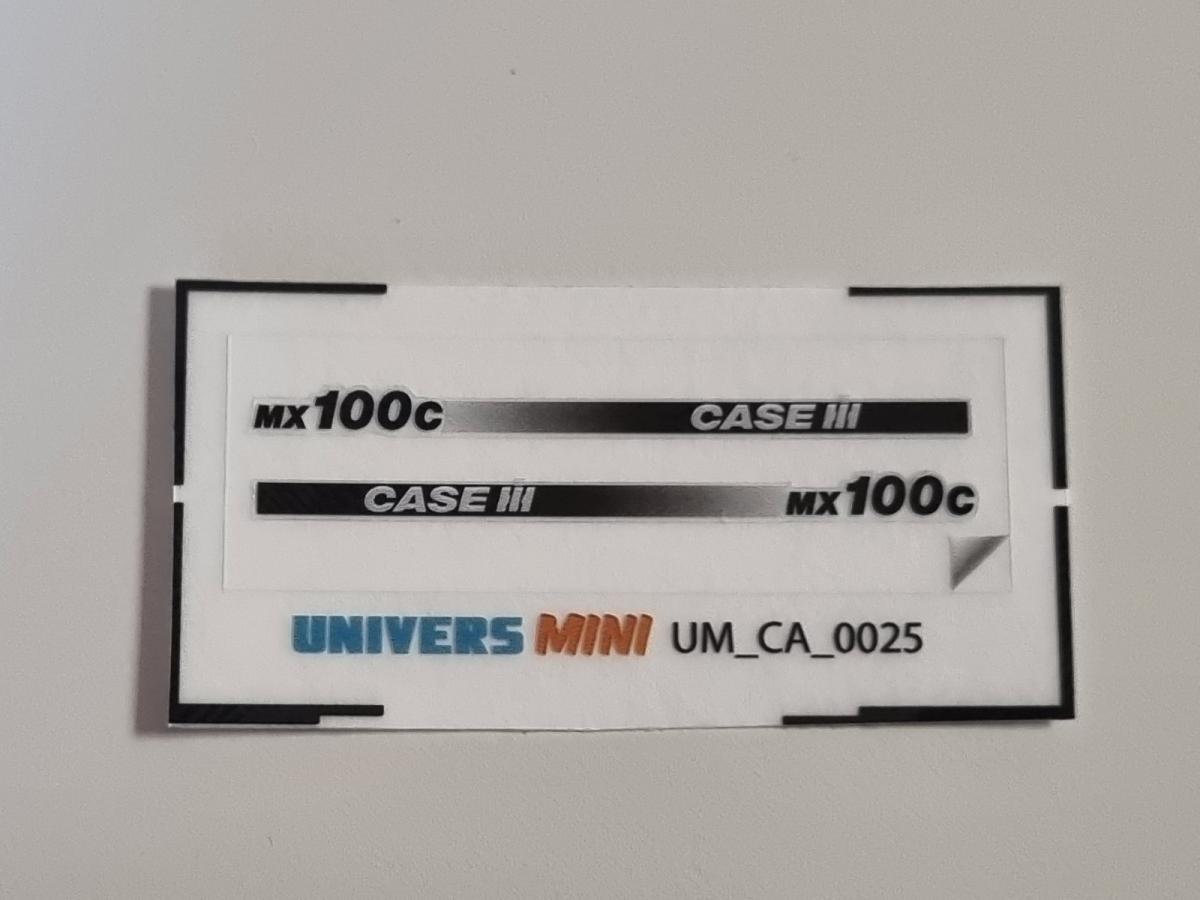 MX100C CASE III
CASE III MX100C
UNIVERS MINI UM_CA_0025